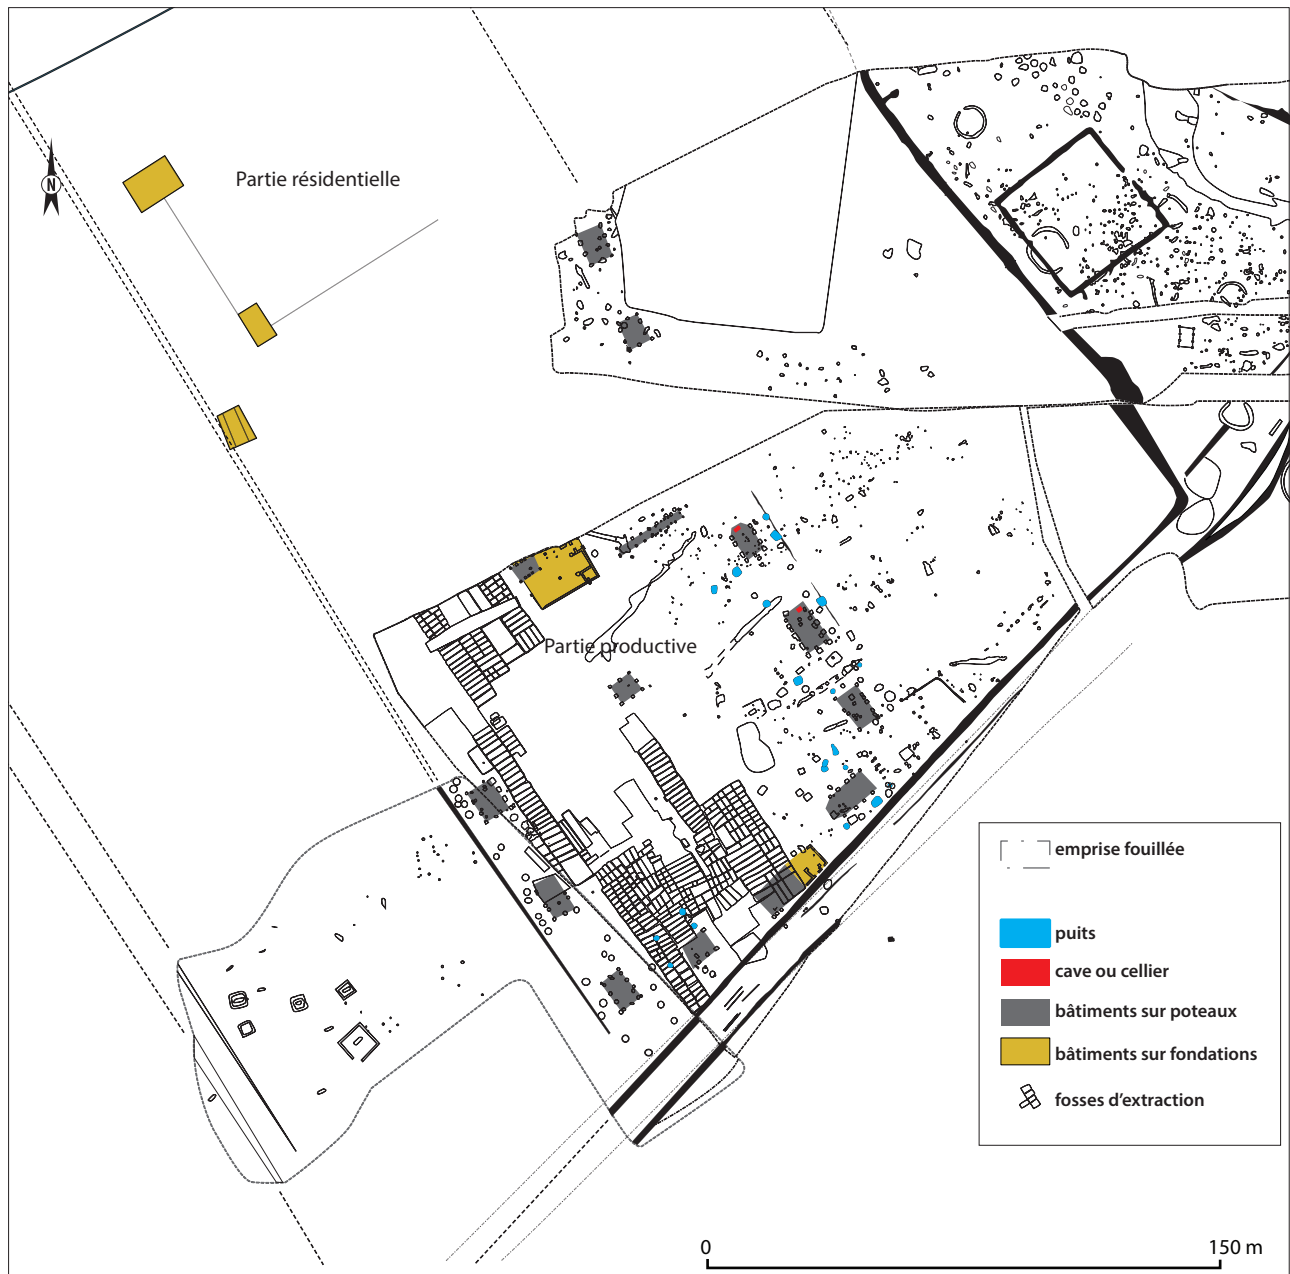 N
Partie résidentielle
Partie productive
emprise fouillée
puits
cave ou cellier
bâtiments sur poteaux
bâtiments sur fondations
fosses d'extraction
0
150 m